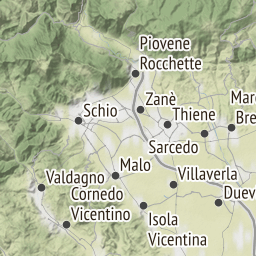 Piovene
Rocchette
Zanè
Schio
Thiene
Sarcedo
Malo
Villaverla
Valdagno
Cornedo
Vicentino
Isola
Vicentina